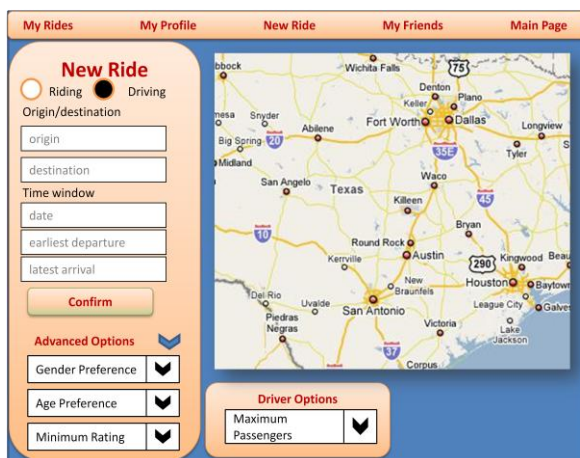 My Rides My Profile New Ride My Friends Main Page
New Ride
Riding Driving
Origin/destination
origin
destination
Time window
date
earliest departure
latest arrival
Confirm
Advanced Options
Gender Preference
Age Preference
Minimum Rating
Wichita Falls
75
Denton
Plano
Keller
Fort Worth
Dallas
Snyder
Abilene
20
Big Spring
Midland
Longview
Tyler
35E
Waco
San Angelo
Texas
Killeen
45
Bryan
10
Round Rock
Austin
Kerrville
290
Kingwood
Houston
Baytown
New
Braunfels
League City
Del Rio
Uvalde
San Antonio
Piedras
Negras
Victoria
Lake
Jackson
37
Corpus
Driver Options
Maximum
Passengers